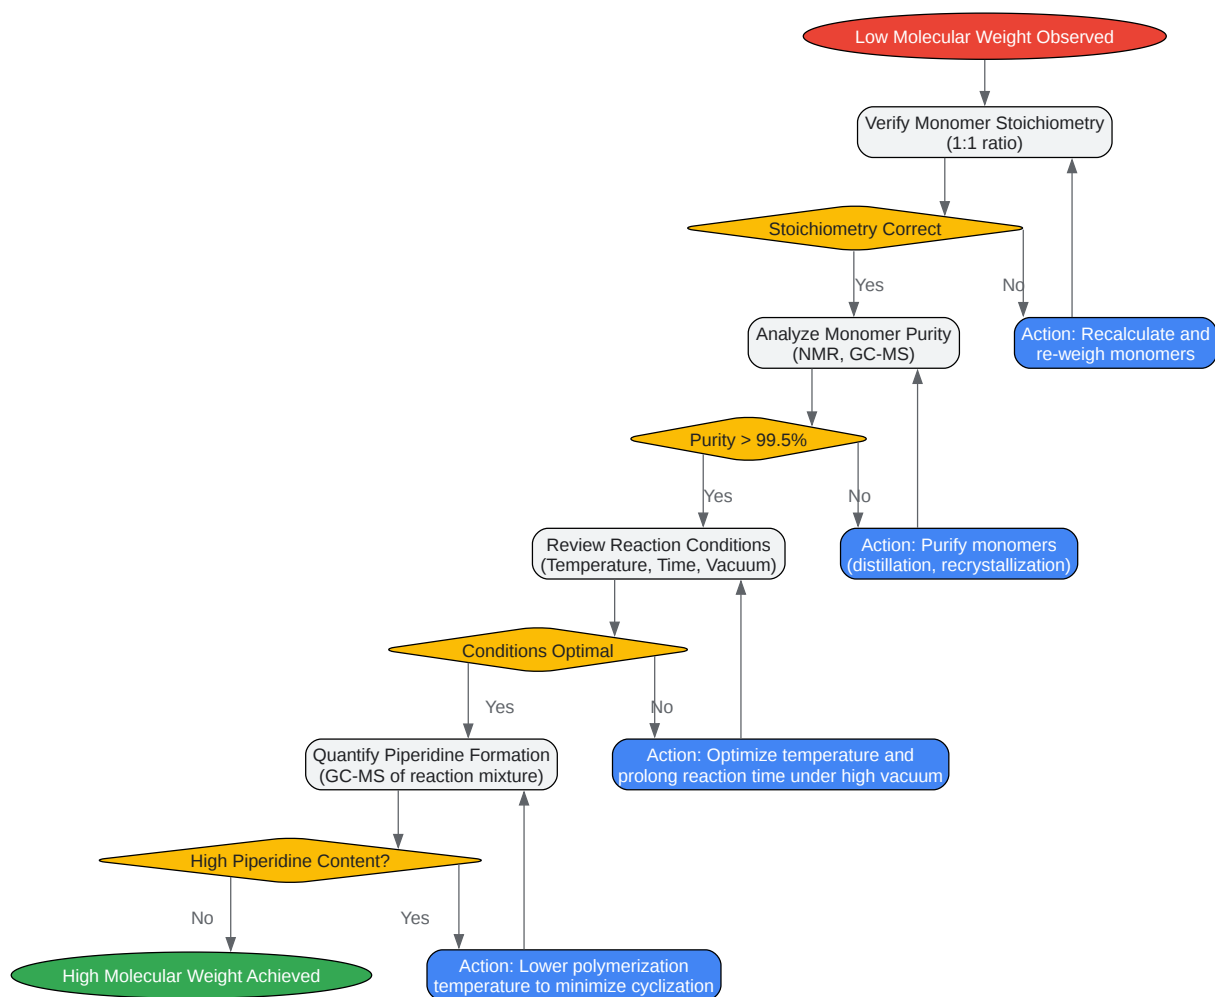 Low Molecular Weight Observed
Verify Monomer Stoichiometry
(1:1 ratio)
Stoichiometry Correct
Yes
No
Analyze Monomer Purity
(NMR, GC-MS)
Action: Recalculate and
re-weigh monomers
Purity > 99.5%
Yes
No
Review Reaction Conditions
(Temperature, Time, Vacuum)
Action: Purify monomers
(distillation, recrystallization)
Conditions Optimal
Yes
No
Quantify Piperidine Formation
(GC-MS of reaction mixture)
Action: Optimize temperature and
prolong reaction time under high vacuum
High Piperidine Content?
No
Yes
High Molecular Weight Achieved
Action: Lower polymerization
temperature to minimize cyclization